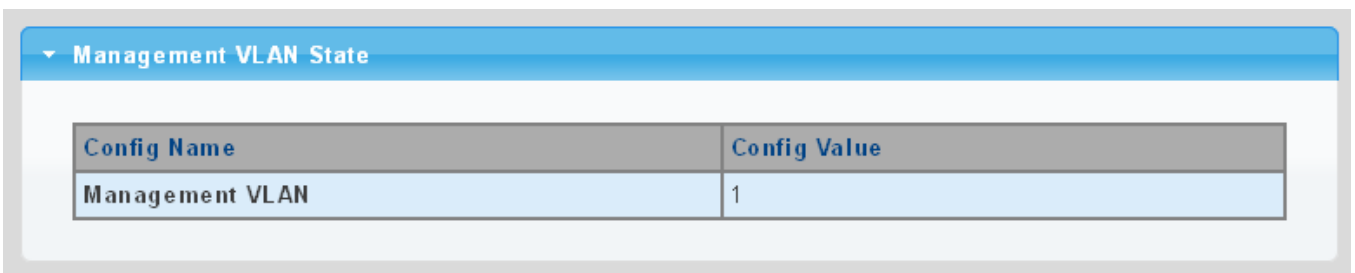 Management VLAN State
Config Name Config Value
Management VLAN 1